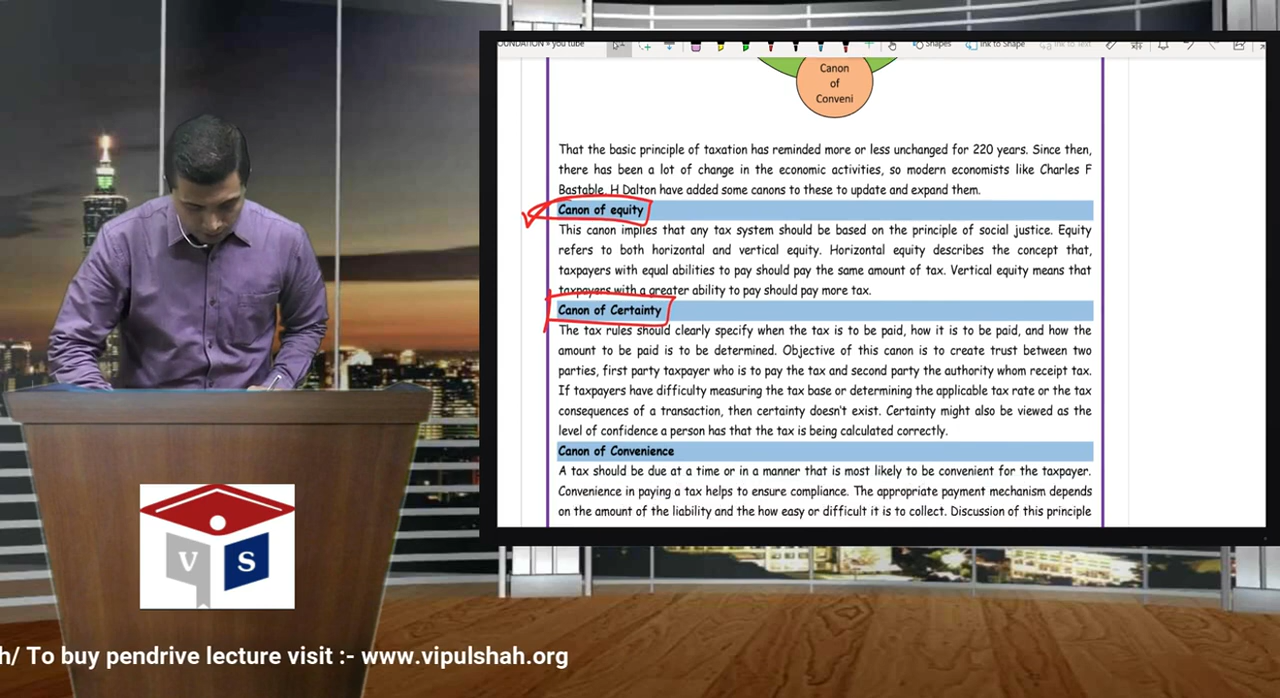 OUNDATION » you tube
Shapes
Ink to Shape
Ink to Text
Canon
of
Conveni
That the basic principle of taxation has reminded more or less unchanged for 220 years. Since then,
there has been a lot of change in the economic activities, so modern economists like Charles F
Bastable, H Dalton have added some canons to these to update and expand them.
Canon of equity
This canon implies that any tax system should be based on the principle of social justice. Equity
refers to both horizontal and vertical equity. Horizontal equity describes the concept that,
taxpayers with equal abilities to pay should pay the same amount of tax. Vertical equity means that
taxpayers with a greater ability to pay should pay more tax.
Canon of Certainty
The tax rules should clearly specify when the tax is to be paid, how it is to be paid, and how the
amount to be paid is to be determined. Objective of this canon is to create trust between two
parties, first party taxpayer who is to pay the tax and second party the authority whom receipt tax.
If taxpayers have difficulty measuring the tax base or determining the applicable tax rate or the tax
consequences of a transaction, then certainty doesn't exist. Certainty might also be viewed as the
level of confidence a person has that the tax is being calculated correctly.
Canon of Convenience
A tax should be due at a time or in a manner that is most likely to be convenient for the taxpayer.
Convenience in paying a tax helps to ensure compliance. The appropriate payment mechanism depends
on the amount of the liability and the how easy or difficult it is to collect. Discussion of this principle
V S
h/ To buy pendrive lecture visit :- www.vipulshah.org